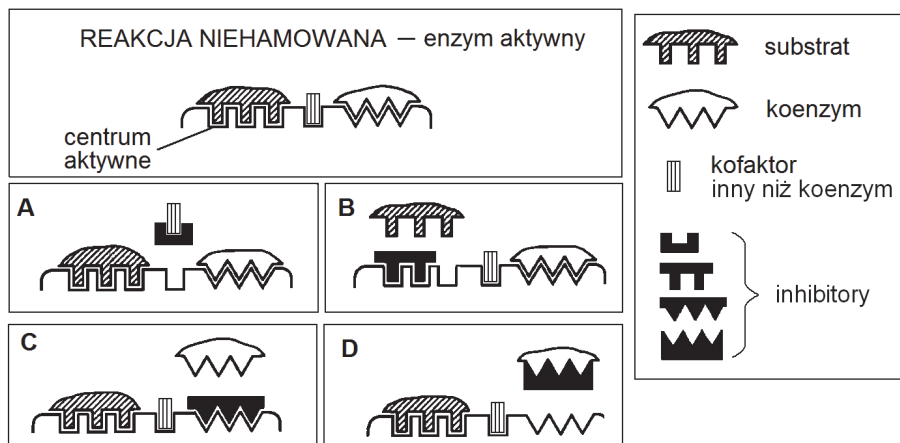 REAKCJA NIEHAMOWANA — enzym aktywny
centrum
aktywne
substrat
koenzym
kofaktor
inny niż koenzym
inhibitory
A
B
C
D